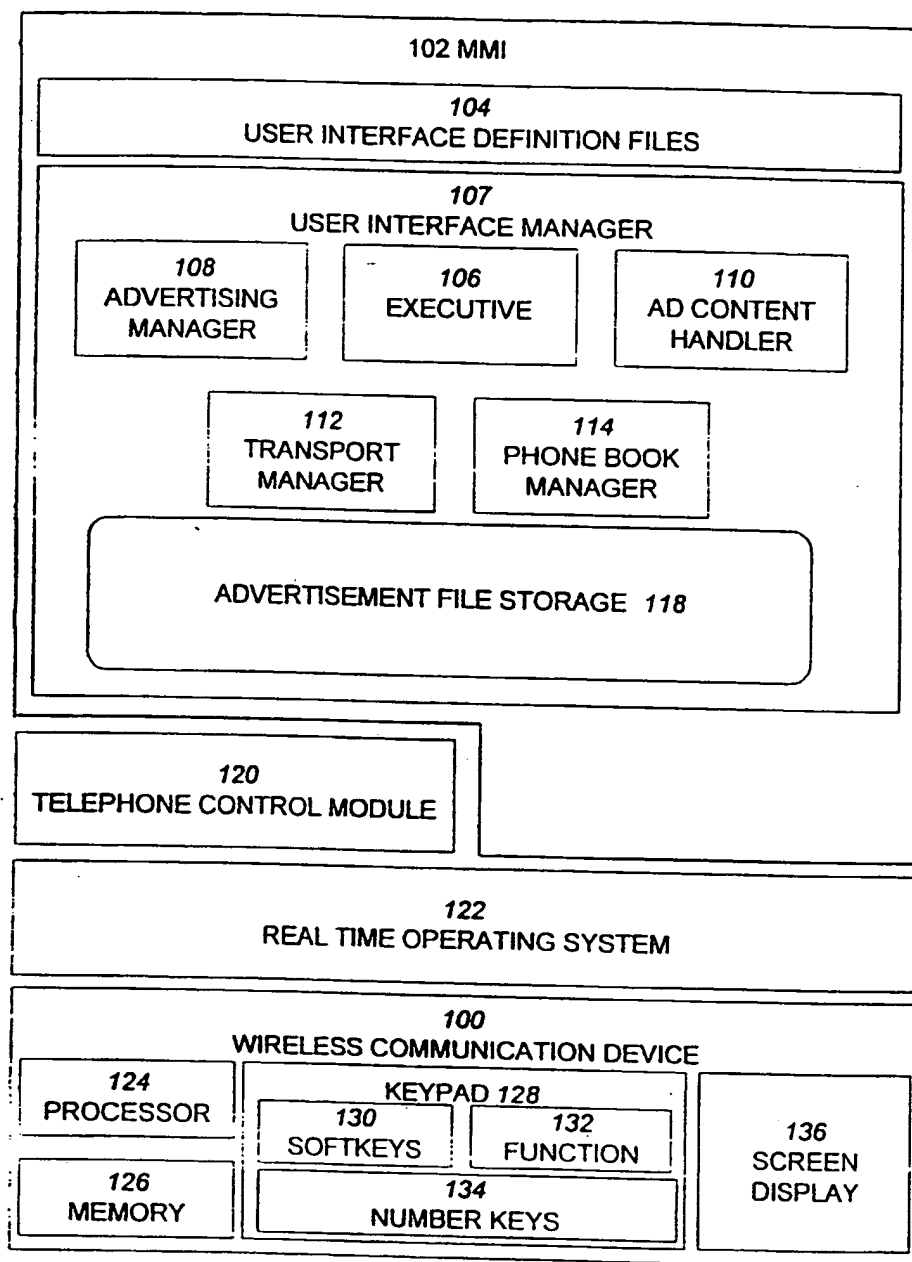 102 MMI
104
USER INTERFACE DEFINITION FILES
107
USER INTERFACE MANAGER
108
ADVERTISING
MANAGER
106
EXECUTIVE
110
AD CONTENT
HANDLER
112
TRANSPORT
MANAGER
114
PHONE BOOK
MANAGER
ADVERTISEMENT FILE STORAGE 118
120
TELEPHONE CONTROL MODULE
122
REAL TIME OPERATING SYSTEM
100
WIRELESS COMMUNICATION DEVICE
124
PROCESSOR
126
MEMORY
KEYPAD 128
130
SOFTKEYS
132
FUNCTION
134
NUMBER KEYS
136
SCREEN
DISPLAY